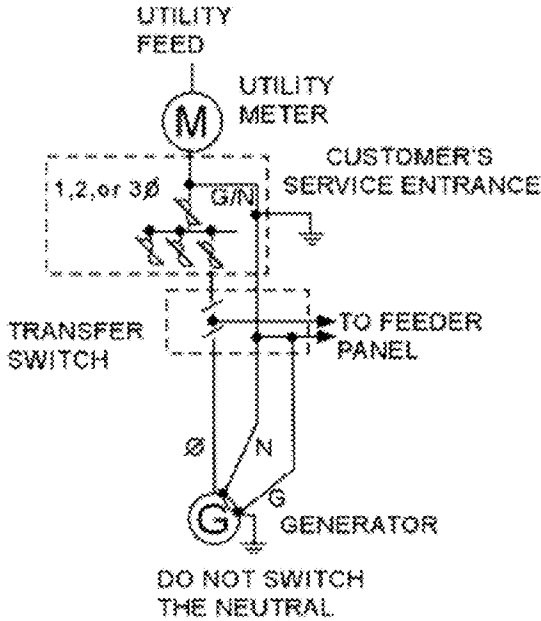 UTILITY
FEED
UTILITY
METER
M
CUSTOMER'S
SERVICE ENTRANCE
1,2,or 3Ø
G/N
TRANSFER
SWITCH
TO FEEDER
PANEL
Ø
N
G
G
GENERATOR
DO NOT SWITCH
THE NEUTRAL